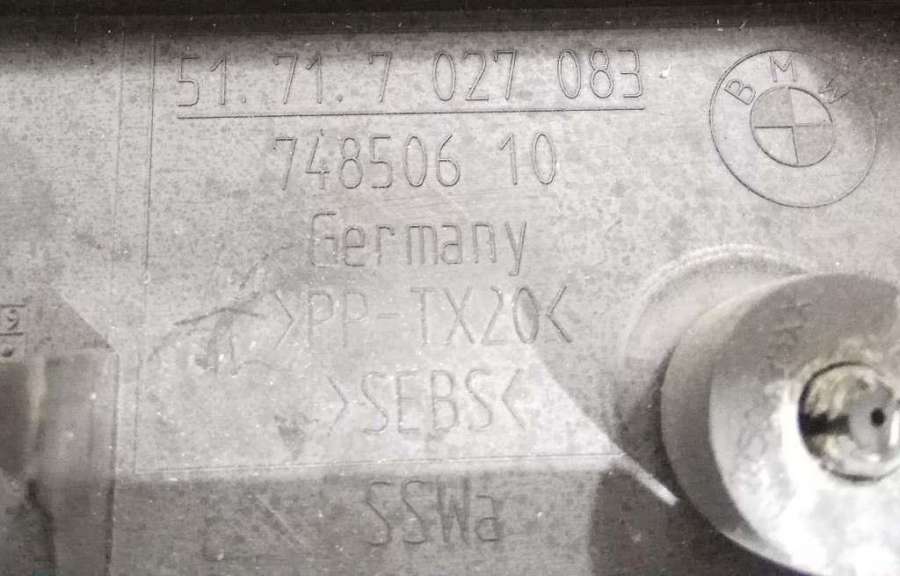 51. 71. 7 027 083
BMW
748506 10
Germany
>PP-TX20<
>SEBS<
SSWa